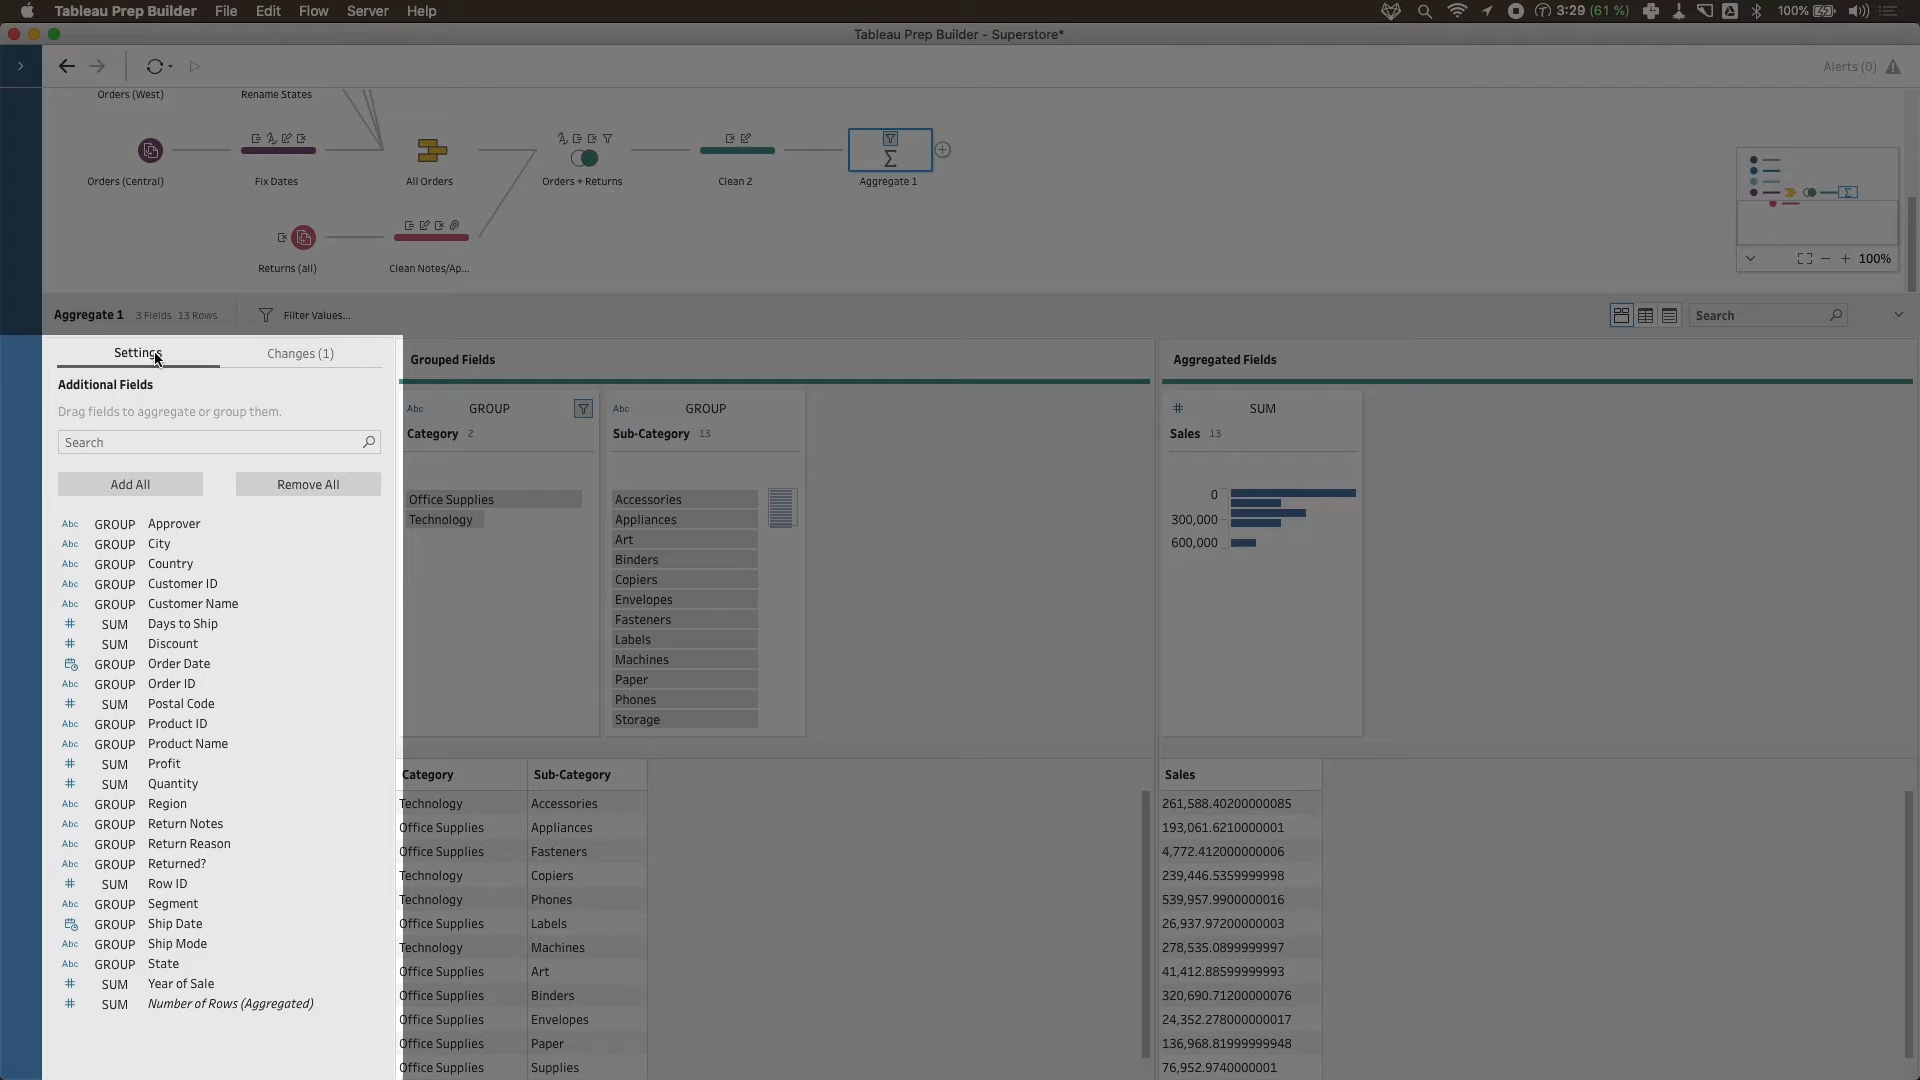 Tableau Prep Builder File Edit Flow Server Help 3:29 (61 %) 100%
Tableau Prep Builder - Superstore*
Alerts (0)
Orders (West) Rename States
Orders (Central) Fix Dates All Orders Orders + Returns Clean 2 Aggregate 1
Returns (all) Clean Notes/Ap...
100%
Aggregate 1 3 Fields 13 Rows Filter Values... Search
Settings Changes (1)
Additional Fields
Drag fields to aggregate or group them.
Search
Add All Remove All
Abc GROUP Approver
Abc GROUP City
Abc GROUP Country
Abc GROUP Customer ID
Abc GROUP Customer Name
# SUM Days to Ship
# SUM Discount
GROUP Order Date
Abc GROUP Order ID
# SUM Postal Code
Abc GROUP Product ID
Abc GROUP Product Name
# SUM Profit
# SUM Quantity
Abc GROUP Region
Abc GROUP Return Notes
Abc GROUP Return Reason
Abc GROUP Returned?
# SUM Row ID
Abc GROUP Segment
GROUP Ship Date
Abc GROUP Ship Mode
Abc GROUP State
# SUM Year of Sale
# SUM Number of Rows (Aggregated)
Grouped Fields
Abc GROUP
Category 2
Office Supplies
Technology
Abc GROUP
Sub-Category 13
Accessories
Appliances
Art
Binders
Copiers
Envelopes
Fasteners
Labels
Machines
Paper
Phones
Storage
Aggregated Fields
# SUM
Sales 13
0
300,000
600,000
Category Sub-Category Sales
Technology Accessories 261,588.40200000085
Office Supplies Appliances 193,061.6210000001
Office Supplies Fasteners 4,772.412000000006
Technology Copiers 239,446.5359999998
Technology Phones 539,957.9900000016
Office Supplies Labels 26,937.97200000003
Technology Machines 278,535.0899999997
Office Supplies Art 41,412.88599999993
Office Supplies Binders 320,690.71200000076
Office Supplies Envelopes 24,352.278000000017
Office Supplies Paper 136,968.81999999948
Office Supplies Supplies 76,952.9740000001